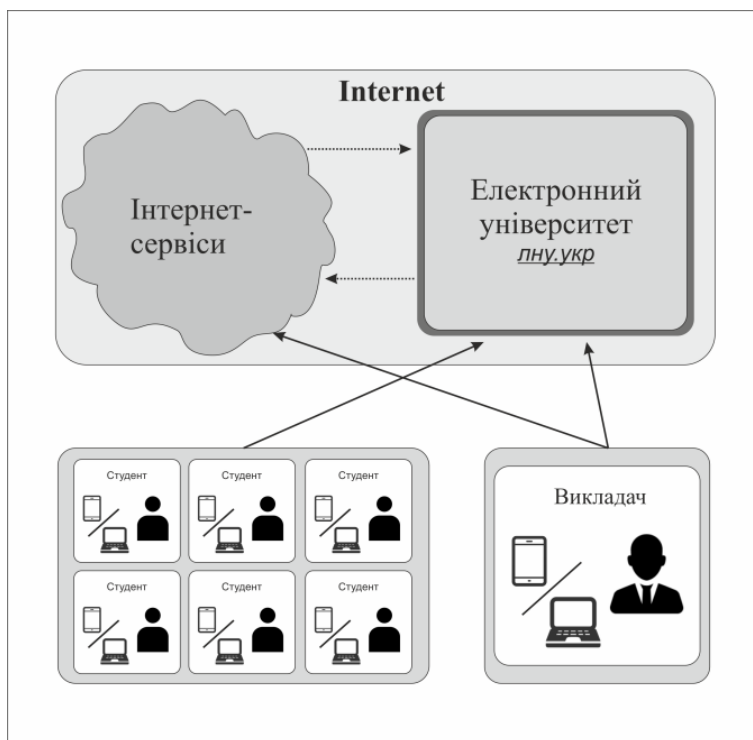 Internet
Інтернет-
сервіси
Електронний
університет
лну.укр
Студент
Студент
Студент
Студент
Студент
Студент
Викладач